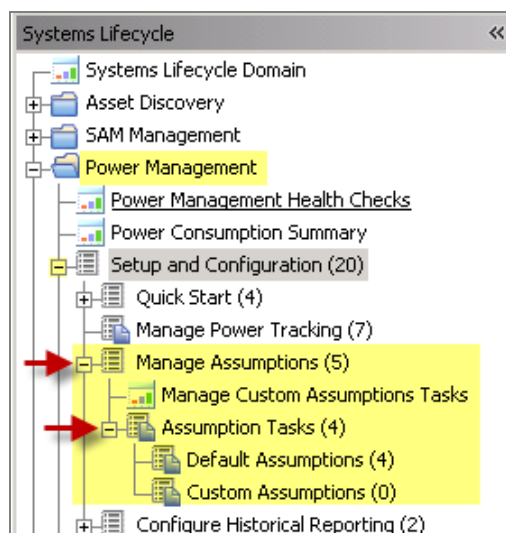 Systems Lifecycle
Systems Lifecycle Domain
Asset Discovery
SAM Management
Power Management
Power Management Health Checks
Power Consumption Summary
Setup and Configuration (20)
Quick Start (4)
Manage Power Tracking (7)
Manage Assumptions (5)
Manage Custom Assumptions Tasks
Assumption Tasks (4)
Default Assumptions (4)
Custom Assumptions (0)
Configure Historical Reporting (2)